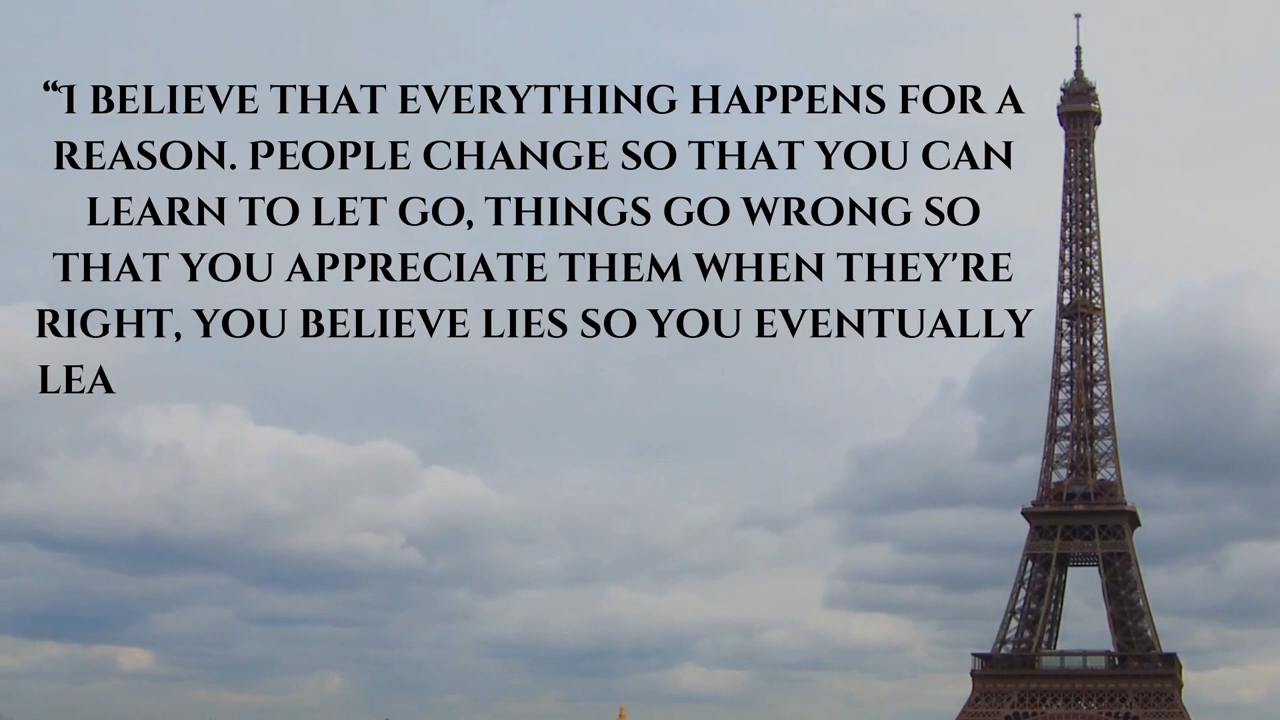 “I BELIEVE THAT EVERYTHING HAPPENS FOR A
REASON. PEOPLE CHANGE SO THAT YOU CAN
LEARN TO LET GO, THINGS GO WRONG SO
THAT YOU APPRECIATE THEM WHEN THEY'RE
RIGHT, YOU BELIEVE LIES SO YOU EVENTUALLY
LEA